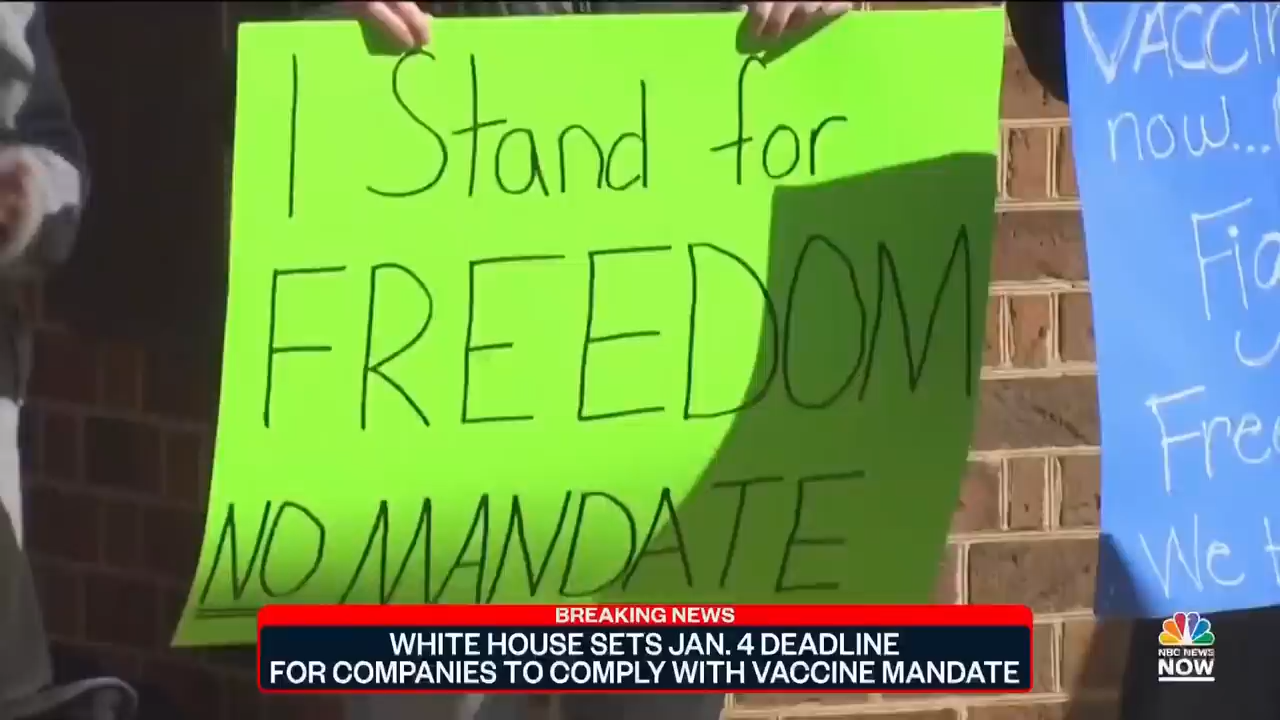 I Stand for
FREEDOM
NO MANDATE
now...
We
BREAKING NEWS
WHITE HOUSE SETS JAN. 4 DEADLINE
FOR COMPANIES TO COMPLY WITH VACCINE MANDATE
NBC NEWS
NOW